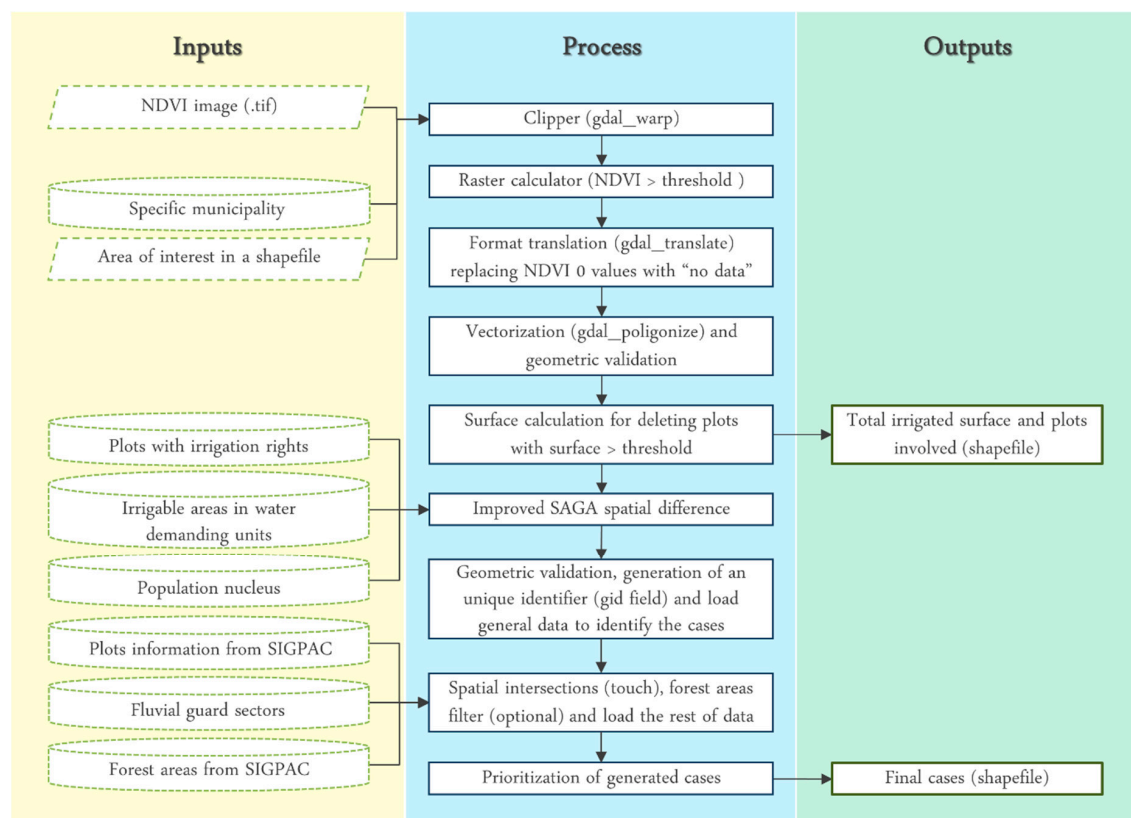 Inputs
NDVI image (.tif)
Specific municipality
Area of interest in a shapefile
Plots with irrigation rights
Irrigable areas in water
demanding units
Population nucleus
Plots information from SIGPAC
Fluvial guard sectors
Forest areas from SIGPAC
Process
Clipper (gdal_warp)
Raster calculator (NDVI > threshold )
Format translation (gdal_translate)
replacing NDVI 0 values with “no data”
Vectorization (gdal_poligonize) and
geometric validation
Surface calculation for deleting plots
with surface > threshold
Improved SAGA spatial difference
Geometric validation, generation of an
unique identifier (gid field) and load
general data to identify the cases
Spatial intersections (touch), forest areas
filter (optional) and load the rest of data
Prioritization of generated cases
Outputs
Total irrigated surface and plots
involved (shapefile)
Final cases (shapefile)